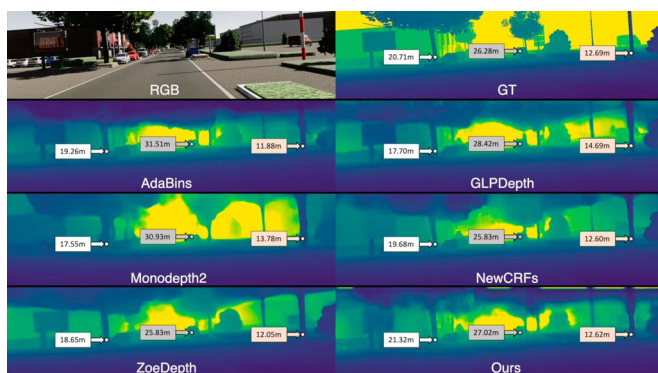 RGB
20.71m
26.28m
12.69m
GT
19.26m
31.51m
11.88m
AdaBins
17.70m
28.42m
14.69m
GLPDepth
17.55m
30.93m
13.78m
Monodepth2
19.68m
25.83m
12.60m
NewCRFs
18.65m
25.83m
12.05m
ZoeDepth
21.32m
27.02m
12.62m
Ours